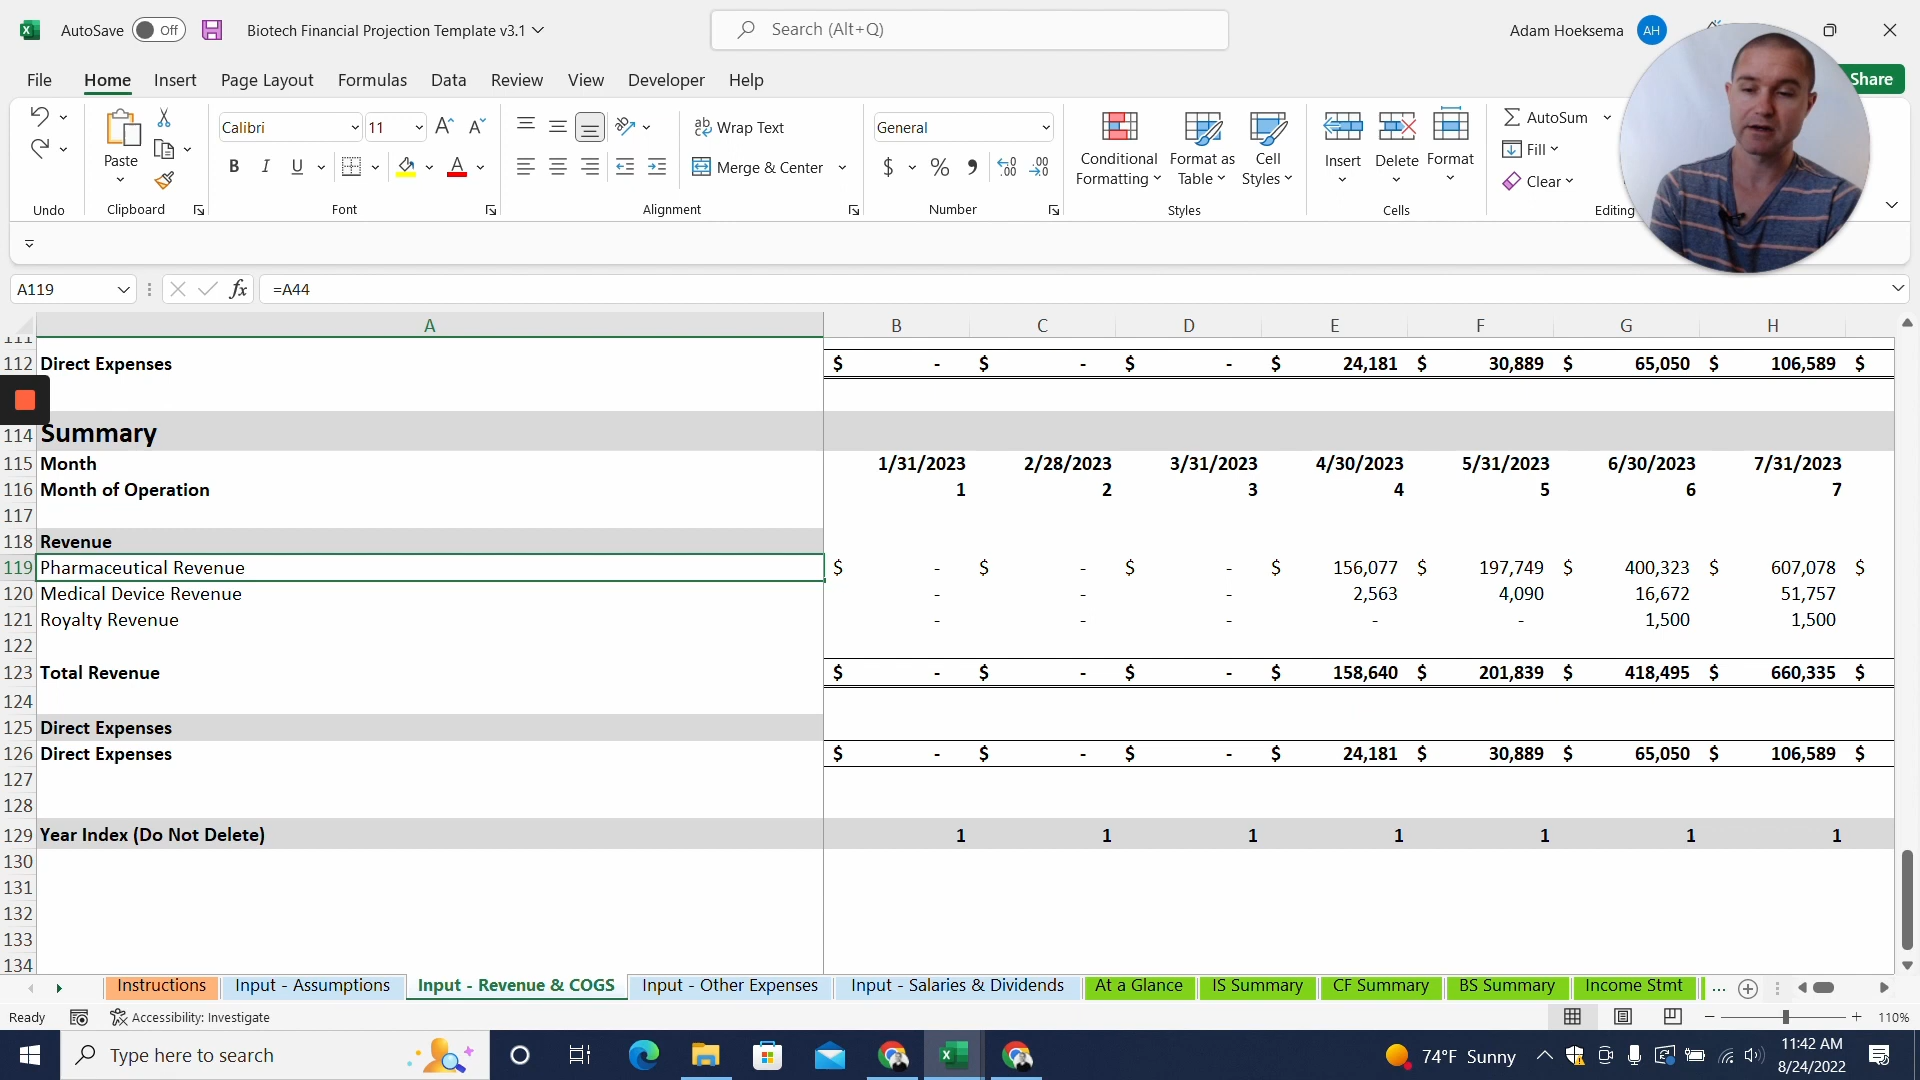 AutoSave Off Biotech Financial Projection Template v3.1 Search (Alt+Q) Adam Hoeksema AH
File Home Insert Page Layout Formulas Data Review View Developer Help Share
Paste Calibri 11 ab Wrap Text General Conditional Formatting Format as Table Cell Styles Insert Delete Format AutoSum
B I U A Merge & Center $ % , Fill
Clear
Undo Clipboard Font Alignment Number Styles Cells Editing
A119 fx =A44
A B C D E F G H
112 Direct Expenses $ - $ - $ - $ 24,181 $ 30,889 $ 65,050 $ 106,589 $
114 Summary
115 Month 1/31/2023 2/28/2023 3/31/2023 4/30/2023 5/31/2023 6/30/2023 7/31/2023
116 Month of Operation 1 2 3 4 5 6 7
117
118 Revenue
119 Pharmaceutical Revenue $ - $ - $ - $ 156,077 $ 197,749 $ 400,323 $ 607,078 $
120 Medical Device Revenue - - - 2,563 4,090 16,672 51,757
121 Royalty Revenue - - - - - 1,500 1,500
122
123 Total Revenue $ - $ - $ - $ 158,640 $ 201,839 $ 418,495 $ 660,335 $
124
125 Direct Expenses
126 Direct Expenses $ - $ - $ - $ 24,181 $ 30,889 $ 65,050 $ 106,589 $
127
128
129 Year Index (Do Not Delete) 1 1 1 1 1 1 1
130
131
132
133
134
Instructions Input - Assumptions Input - Revenue & COGS Input - Other Expenses Input - Salaries & Dividends At a Glance IS Summary CF Summary BS Summary Income Stmt ...
Ready Accessibility: Investigate 110%
Type here to search 74°F Sunny 11:42 AM
8/24/2022